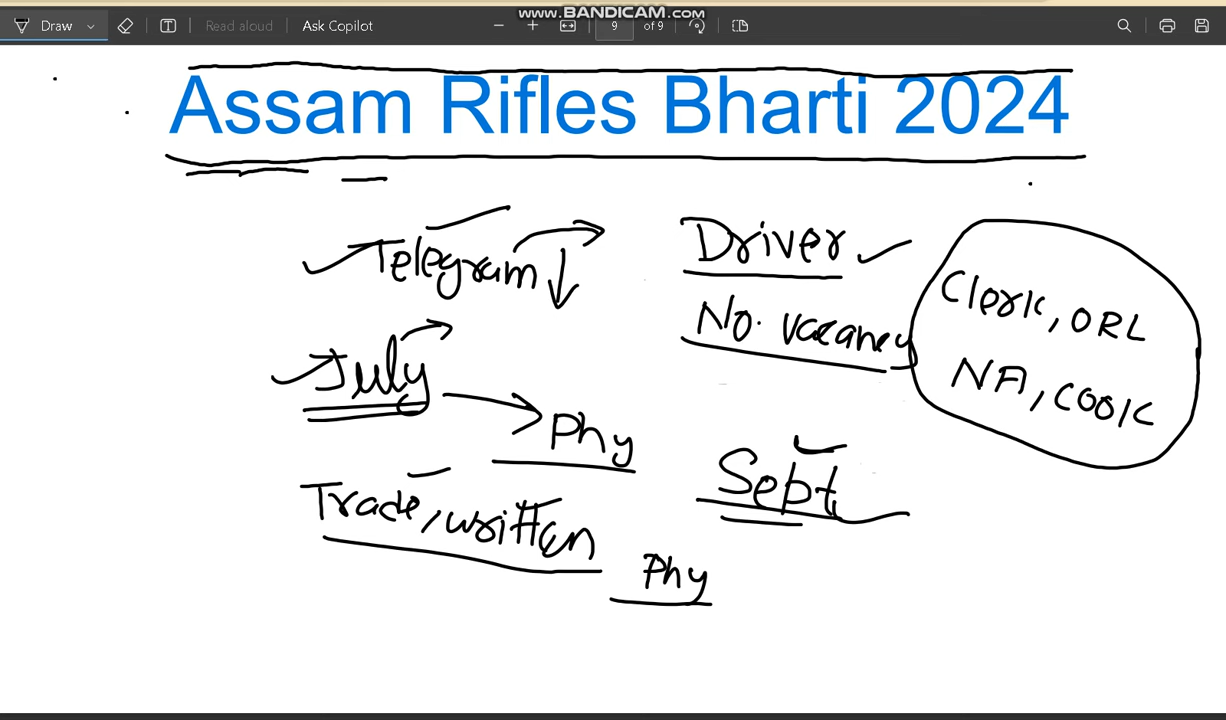 www.BANDICAM.com
Draw Read aloud Ask Copilot 9 of 9
Assam Rifles Bharti 2024
Telegram
Driver
No. vacancy
Clerk, ORL
NA, COOK
July
Phy
Sept
Trade, written
Phy